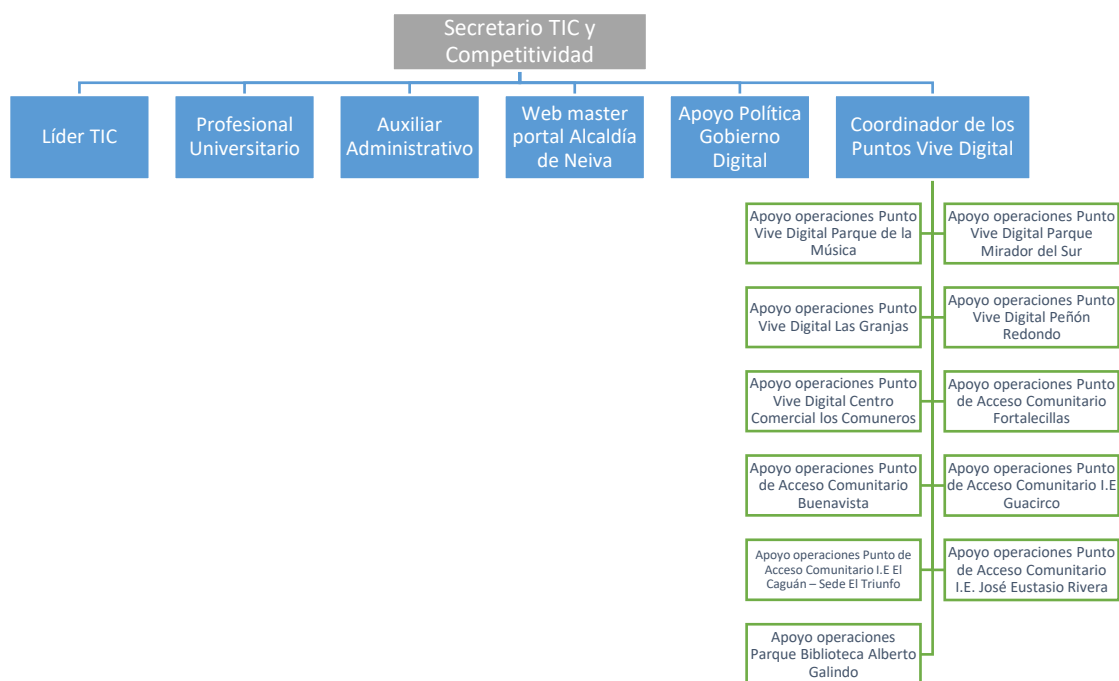 Secretario TIC y
Competitividad
Líder TIC
Profesional
Universitario
Auxiliar
Administrativo
Web master
portal Alcaldía
de Neiva
Apoyo Política
Gobierno
Digital
Coordinador de los
Puntos Vive Digital
Apoyo operaciones Punto
Vive Digital Parque de la
Música
Apoyo operaciones Punto
Vive Digital Parque
Mirador del Sur
Apoyo operaciones Punto
Vive Digital Las Granjas
Apoyo operaciones Punto
Vive Digital Peñón
Redondo
Apoyo operaciones Punto
Vive Digital Centro
Comercial los Comuneros
Apoyo operaciones Punto
de Acceso Comunitario
Fortalecillas
Apoyo operaciones Punto
de Acceso Comunitario
Buenavista
Apoyo operaciones Punto
de Acceso Comunitario I.E
Guacirco
Apoyo operaciones Punto de
Acceso Comunitario I.E El
Caguán – Sede El Triunfo
Apoyo operaciones Punto
de Acceso Comunitario
I.E. José Eustasio Rivera
Apoyo operaciones
Parque Biblioteca Alberto
Galindo